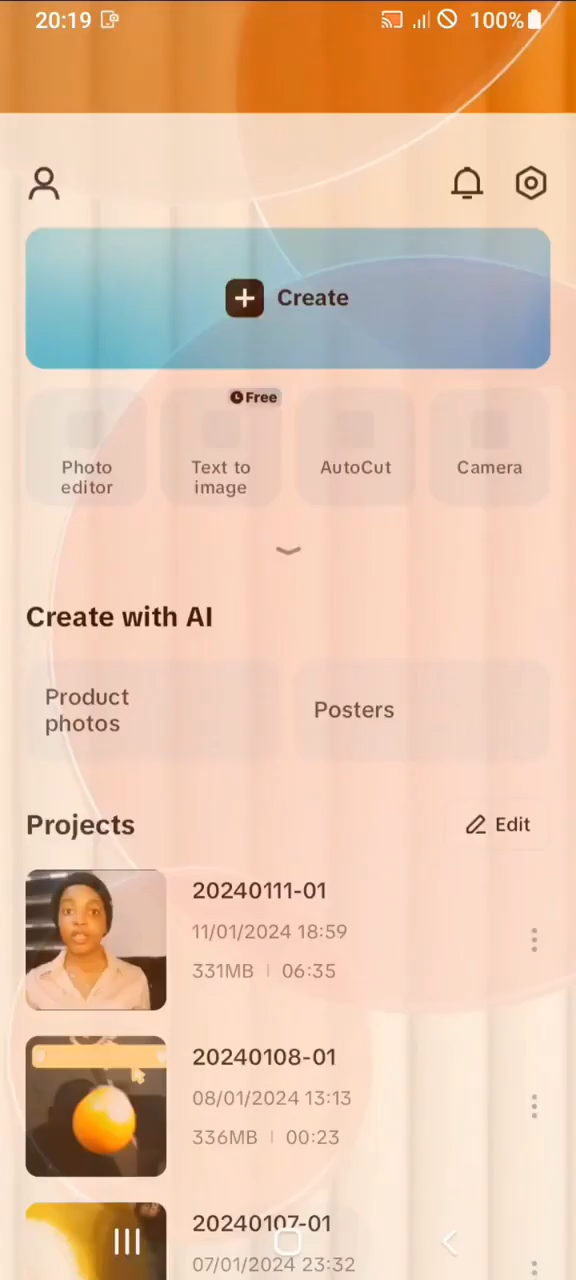 20:19
100%
Create
Free
Photo
editor
Text to
image
AutoCut
Camera
Create with AI
Product
photos
Posters
Projects
Edit
20240111-01
11/01/2024 18:59
331MB | 06:35
20240108-01
08/01/2024 13:13
336MB | 00:23
20240107-01
07/01/2024 23:32